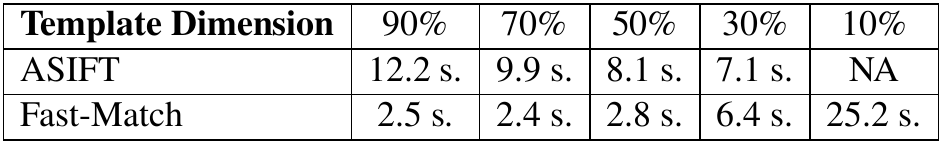 Template Dimension 90% 70% 50% 30% 10%
ASIFT 12.2 s. 9.9 s. 8.1 s. 7.1 s. NA
Fast-Match 2.5 s. 2.4 s. 2.8 s. 6.4 s. 25.2 s.